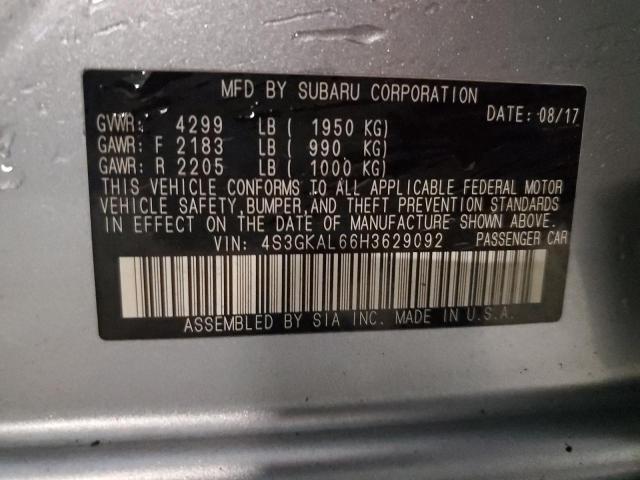 MFD BY SUBARU CORPORATION
DATE: 08/17
GVWR: 4299 LB ( 1950 KG)
GAWR: F 2183 LB ( 990 KG)
GAWR: R 2205 LB ( 1000 KG)
THIS VEHICLE CONFORMS TO ALL APPLICABLE FEDERAL MOTOR
VEHICLE SAFETY, BUMPER, AND THEFT PREVENTION STANDARDS
IN EFFECT ON THE DATE OF MANUFACTURE SHOWN ABOVE.
VIN: 4S3GKAL66H3629092 PASSENGER CAR
ASSEMBLED BY SIA INC. MADE IN U.S.A.